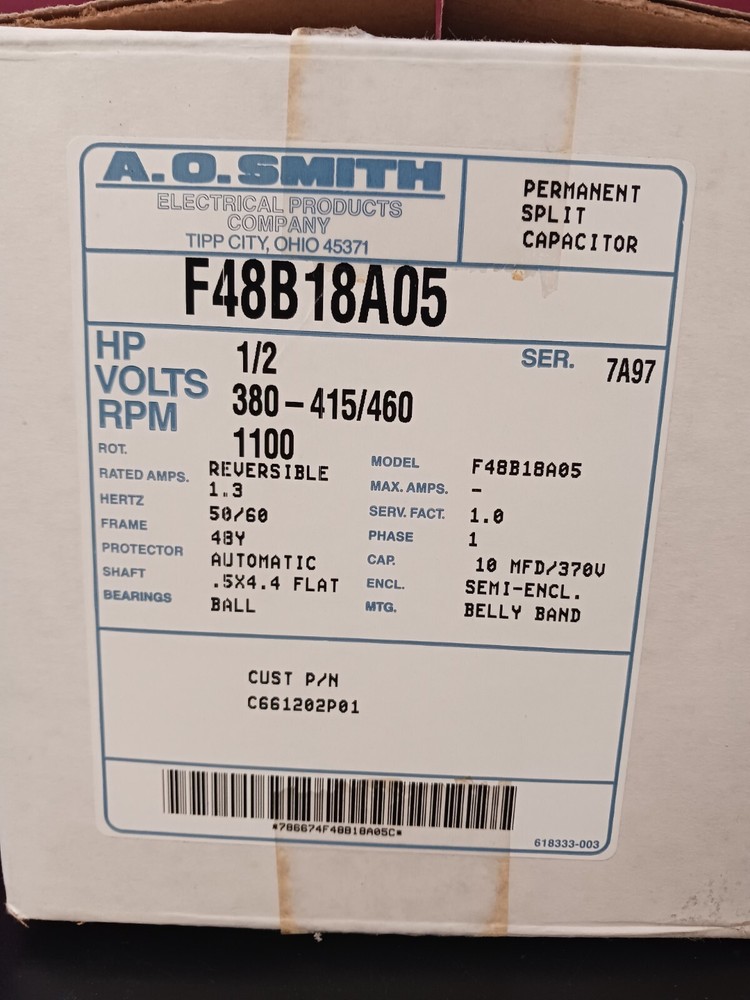 A.O.SMITH
ELECTRICAL PRODUCTS
COMPANY
TIPP CITY, OHIO 45371
PERMANENT
SPLIT
CAPACITOR
F48B18A05
HP 1/2
SER. 7A97
VOLTS 380-415/460
RPM 1100
ROT. REVERSIBLE
RATED AMPS. 1.3
HERTZ 50/60
FRAME 48Y
PROTECTOR AUTOMATIC
SHAFT .5X4.4 FLAT
BEARINGS BALL
MODEL F48B18A05
MAX. AMPS. -
SERV. FACT. 1.0
PHASE 1
CAP. 10 MFD/370V
ENCL. SEMI-ENCL.
MTG. BELLY BAND
CUST P/N
C661202P01
*786674F48B18A05C*
618333-003